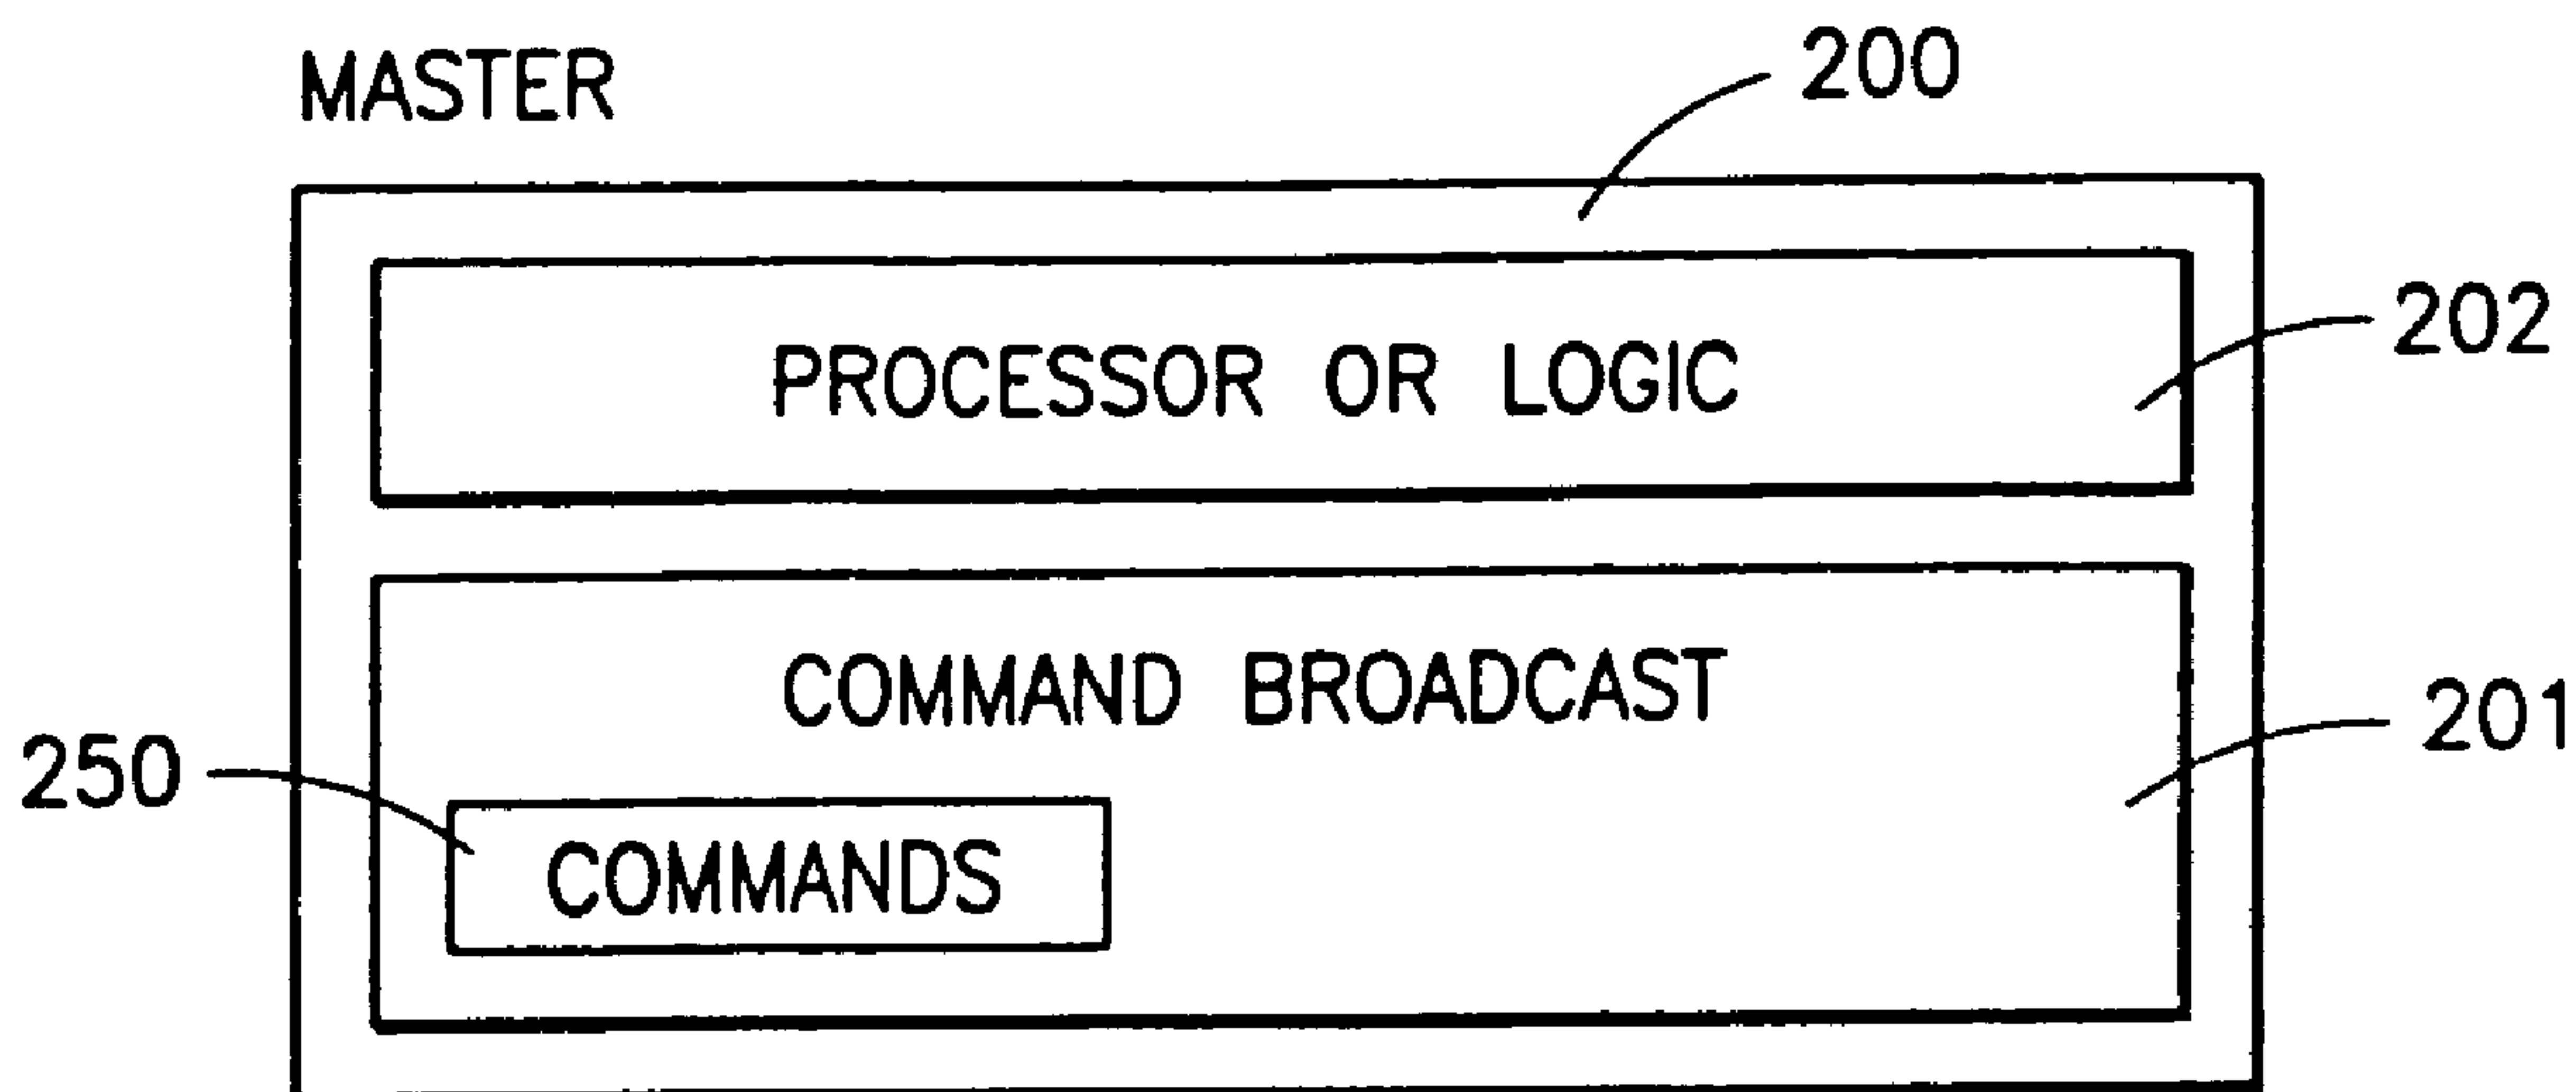 MASTER
200
PROCESSOR OR LOGIC
202
COMMAND BROADCAST
201
250
COMMANDS